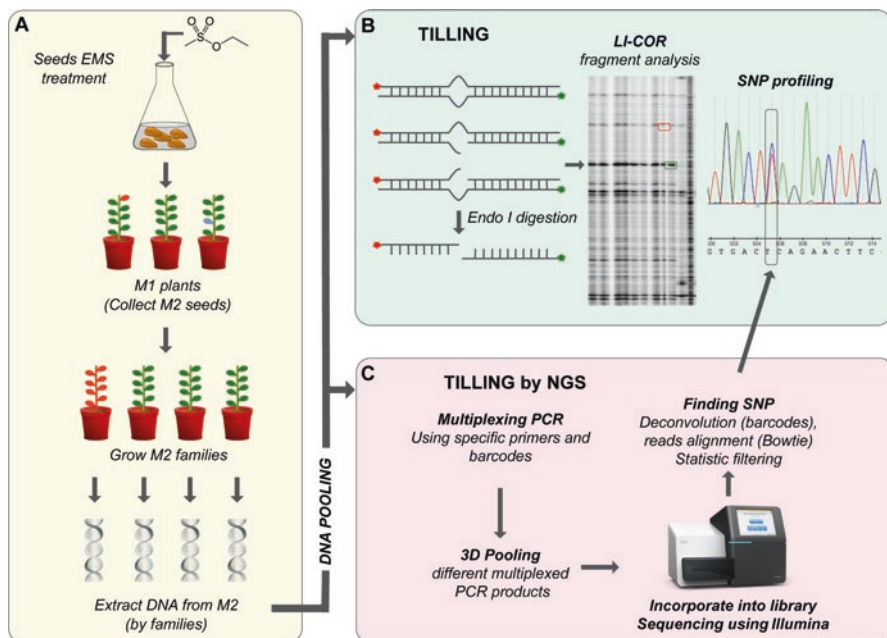 A
Seeds EMS
treatment
O
O
S
O
M1 plants
(Collect M2 seeds)
Grow M2 families
Extract DNA from M2
(by families)
DNA POOLING
B
TILLING
LI-COR
fragment analysis
SNP profiling
Endo I digestion
G T G A C T C A G A A C T T C
C
TILLING by NGS
Multiplexing PCR
Using specific primers and
barcodes
3D Pooling
different multiplexed
PCR products
Finding SNP
Deconvolution (barcodes),
reads alignment (Bowtie)
Statistic filtering
Incorporate into library
Sequencing using Illumina